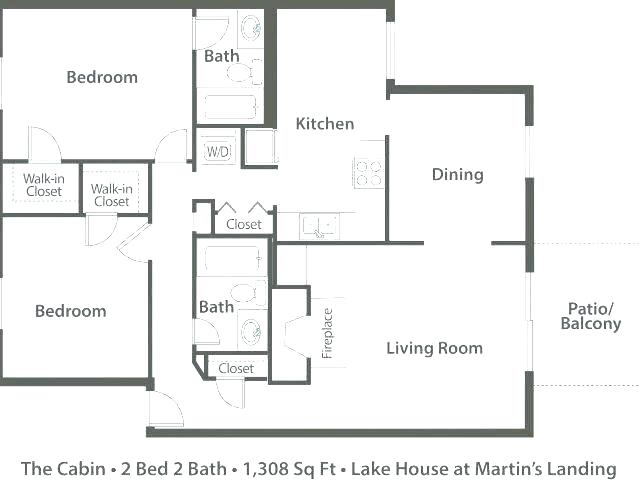 Bedroom
Bath
Kitchen
W/D
Walk-in
Closet
Walk-in
Closet
Dining
Closet
Bedroom
Bath
Fireplace
Patio/
Balcony
Living Room
Closet
The Cabin • 2 Bed 2 Bath • 1,308 Sq Ft • Lake House at Martin's Landing